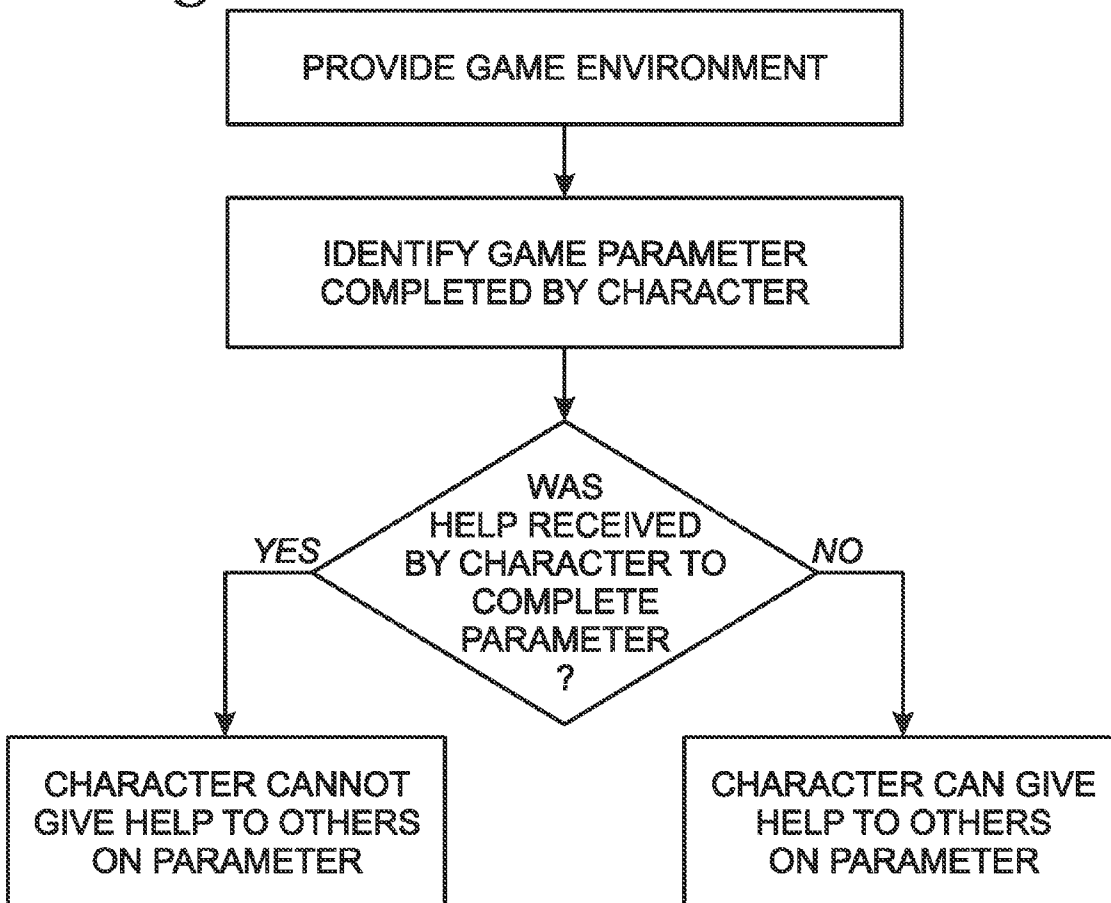 PROVIDE GAME ENVIRONMENT
IDENTIFY GAME PARAMETER
COMPLETED BY CHARACTER
WAS
HELP RECEIVED
BY CHARACTER TO
COMPLETE
PARAMETER
?
YES
NO
CHARACTER CANNOT
GIVE HELP TO OTHERS
ON PARAMETER
CHARACTER CAN GIVE
HELP TO OTHERS
ON PARAMETER